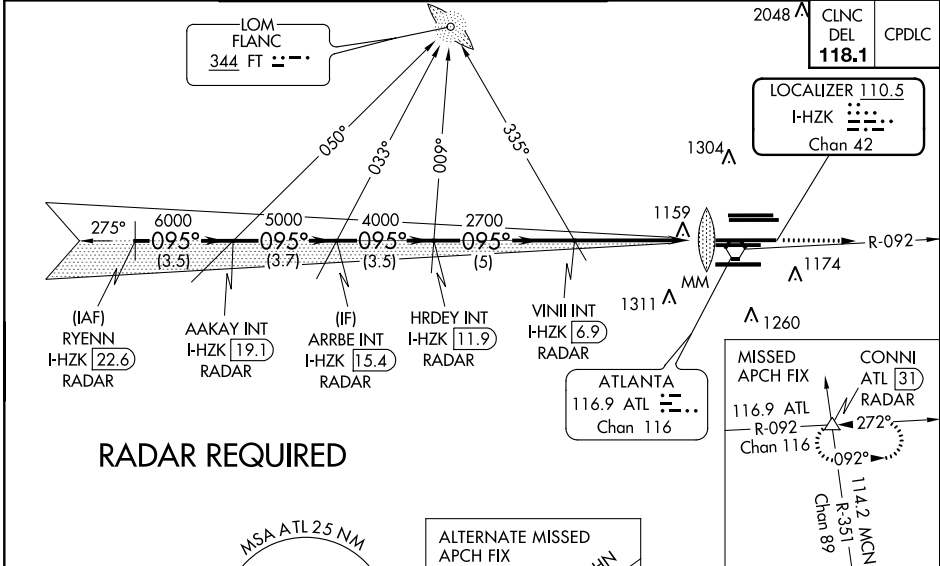 LOM
FLANC
344 FT
2048
CLNC
DEL
118.1
CPDLC
LOCALIZER 110.5
I-HZK
Chan 42
050°
033°
009°
335°
1304
1159
275°
6000
095°
(3.5)
5000
095°
(3.7)
4000
095°
(3.5)
2700
095°
(5)
R-092
MM
1174
1311
1260
(IAF)
RYENN
I-HZK 22.6
RADAR
AAKAY INT
I-HZK 19.1
RADAR
(IF)
ARRBE INT
I-HZK 15.4
RADAR
HRDEY INT
I-HZK 11.9
RADAR
VINII INT
I-HZK 6.9
RADAR
ATLANTA
116.9 ATL
Chan 116
RADAR REQUIRED
MISSED
APCH FIX
CONNI
ATL 31
RADAR
116.9 ATL
R-092
Chan 116
272°
092°
114.2 MCN
R-351
Chan 89
MSA ATL 25 NM
ALTERNATE MISSED
APCH FIX
HN